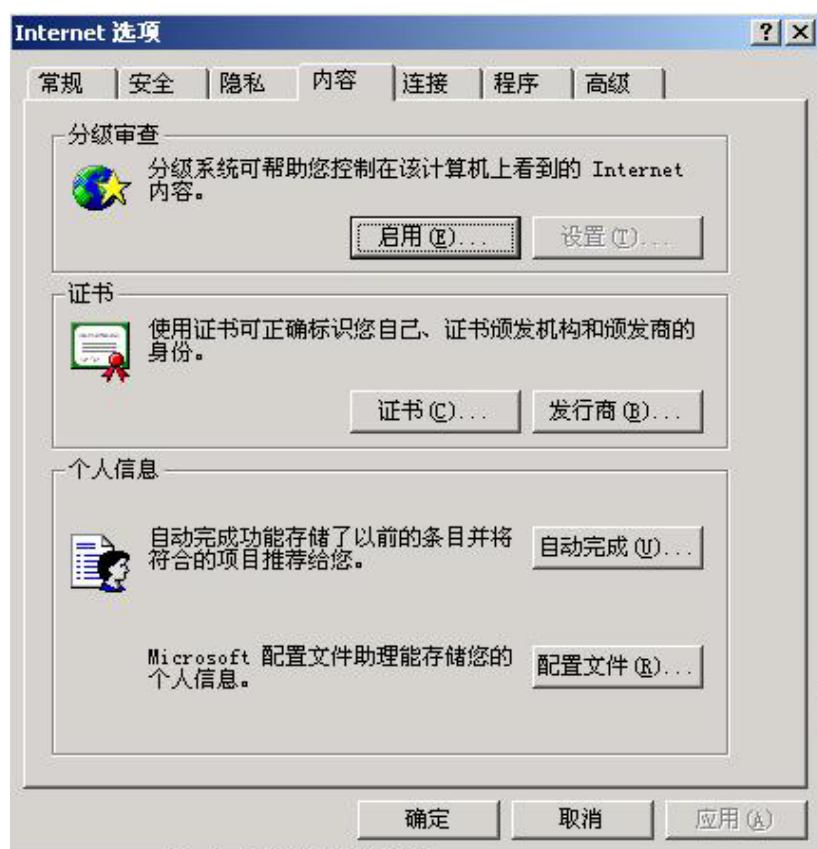 Internet 选项
常规 安全 隐私 内容 连接 程序 高级
分级审查
分级系统可帮助您控制在该计算机上看到的 Internet
内容。
启用(E)... 设置(T)...
证书
使用证书可正确标识您自己、证书颁发机构和颁发商的
身份。
证书(C)... 发行商(B)...
个人信息
自动完成功能存储了以前的条目并将
符合的项目推荐给您。
自动完成(U)...
Microsoft 配置文件助理能存储您的
个人信息。
配置文件(R)...
确定 取消 应用(A)